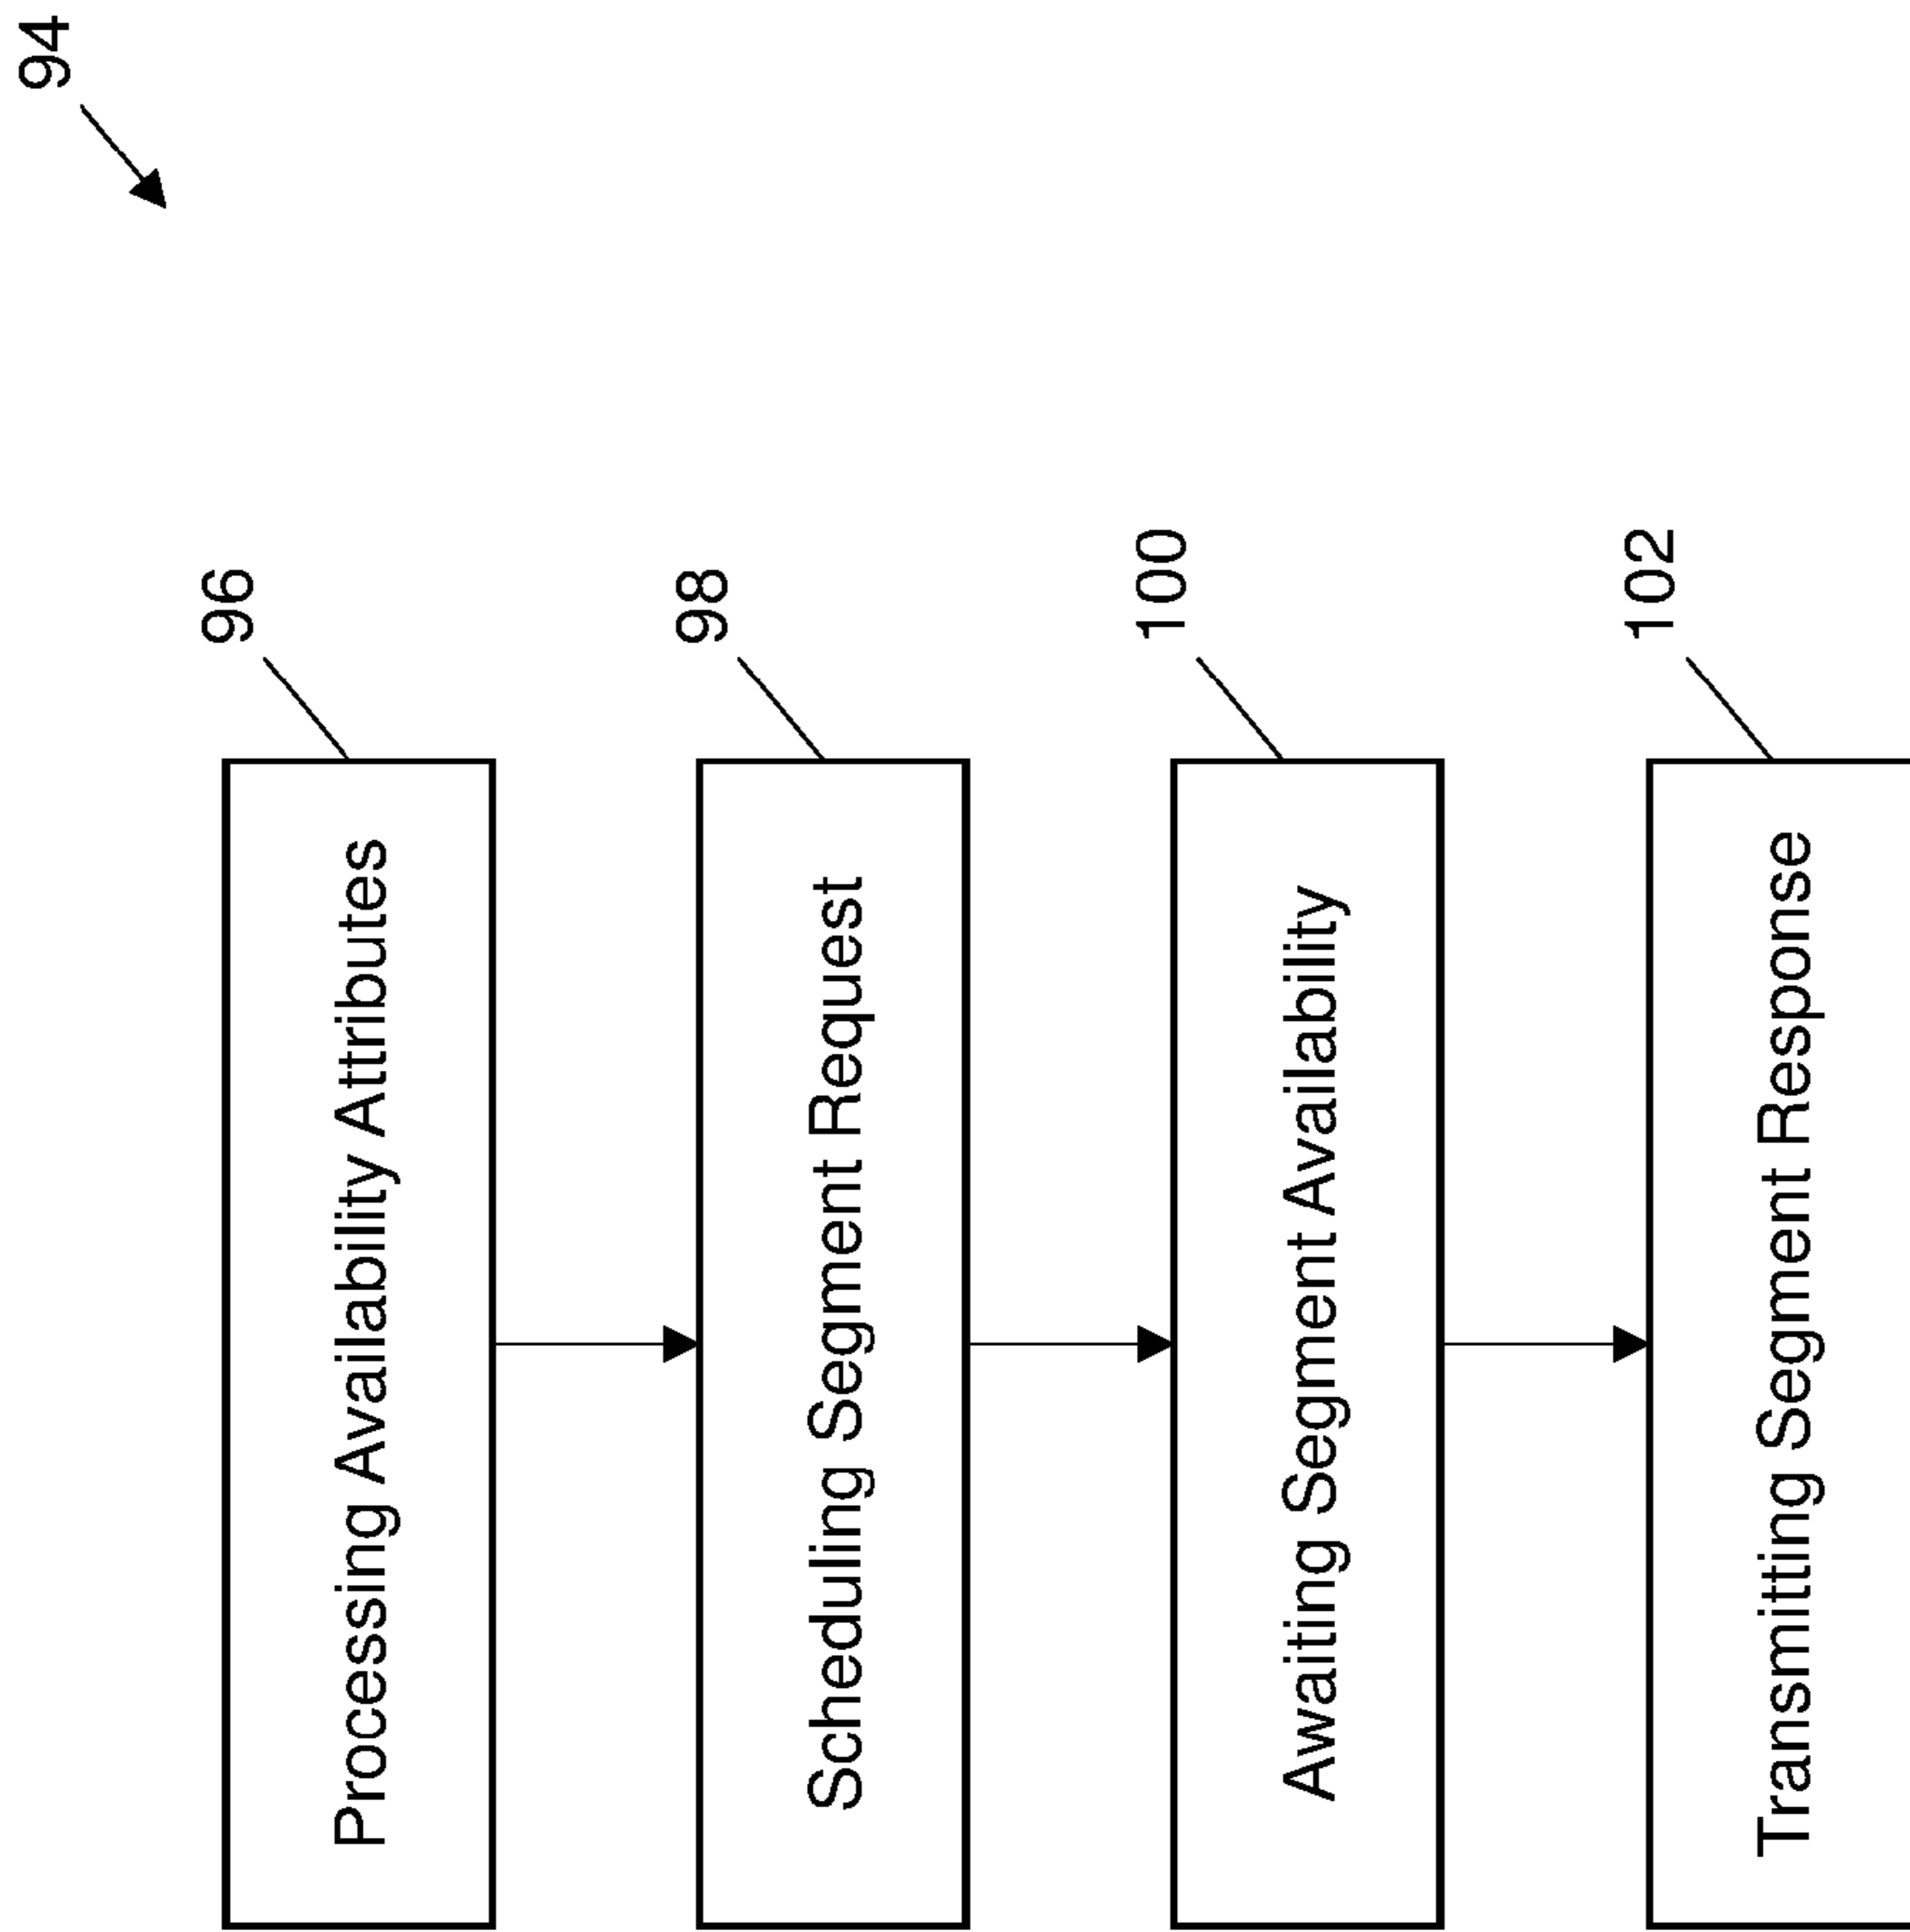 94
Processing Availability Attributes
96
Scheduling Segment Request
98
Awaiting Segment Availability
100
Transmitting Segment Response
102